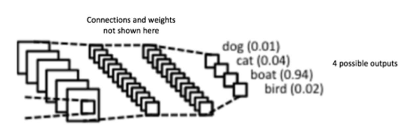 Connections and weights
not shown here
dog (0.01)
cat (0.04)
boat (0.94)
bird (0.02)
4 possible outputs